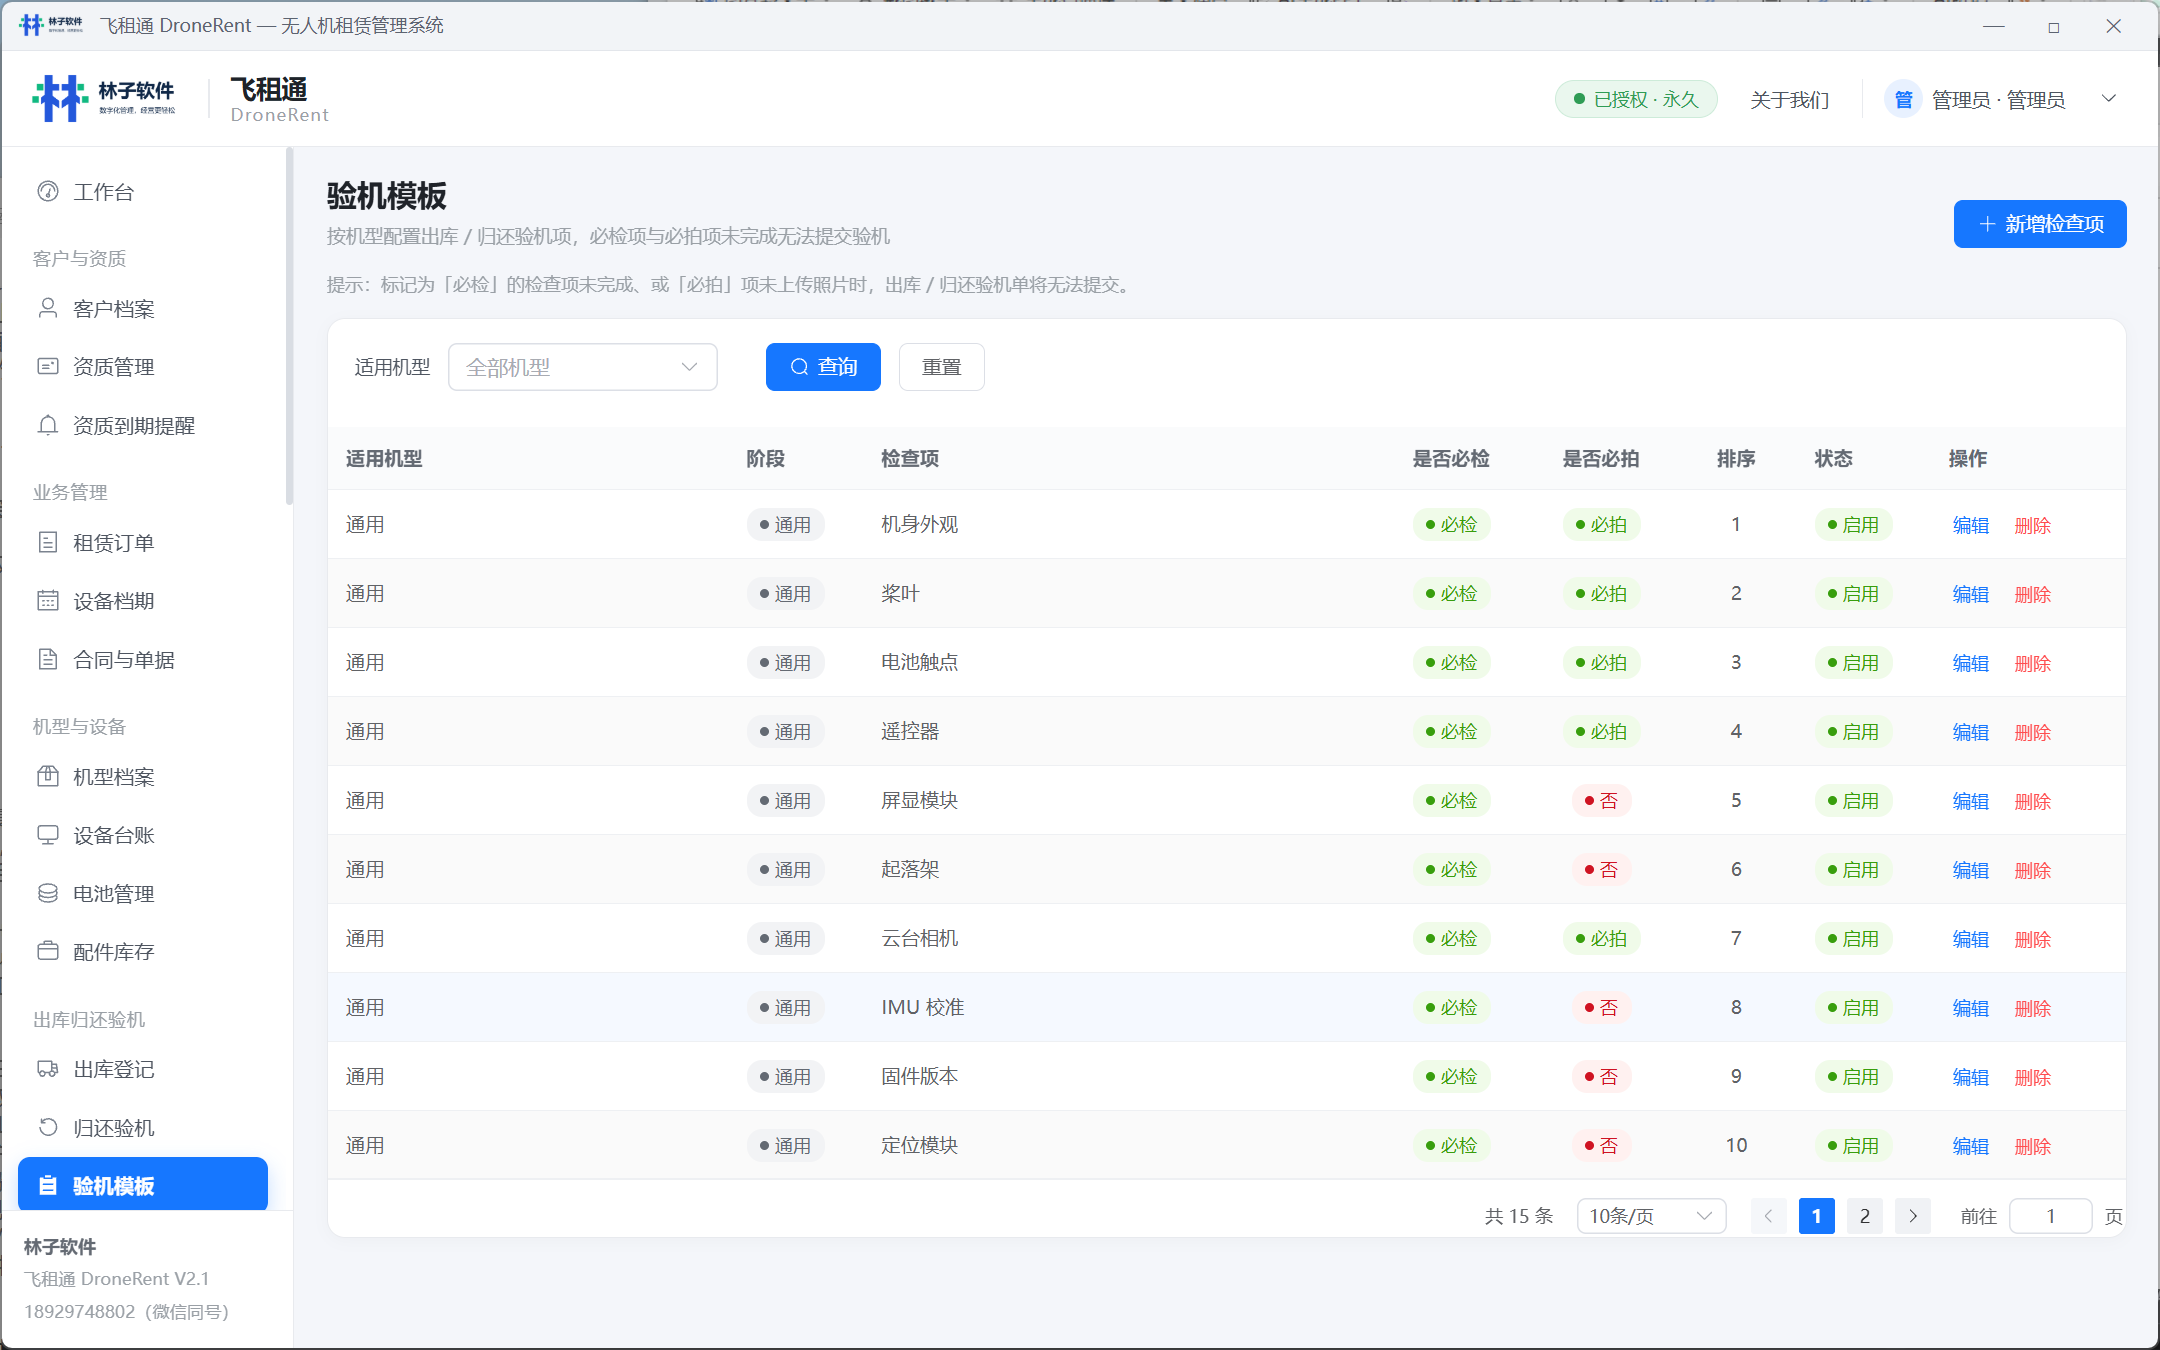 林子软件 飞租通 DroneRent — 无人机租赁管理系统
林子软件
数字化管理，经营更轻松
飞租通
DroneRent
已授权 · 永久
关于我们
管 管理员 · 管理员
工作台
客户与资质
客户档案
资质管理
资质到期提醒
业务管理
租赁订单
设备档期
合同与单据
机型与设备
机型档案
设备台账
电池管理
配件库存
出库归还验机
出库登记
归还验机
验机模板
林子软件
飞租通 DroneRent V2.1
18929748802（微信同号）
验机模板
按机型配置出库 / 归还验机项，必检项与必拍项未完成无法提交验机
新增检查项
提示：标记为「必检」的检查项未完成、或「必拍」项未上传照片时，出库 / 归还验机单将无法提交。
适用机型 全部机型 查询 重置
适用机型 阶段 检查项 是否必检 是否必拍 排序 状态 操作
通用 通用 机身外观 必检 必拍 1 启用 编辑 删除
通用 通用 桨叶 必检 必拍 2 启用 编辑 删除
通用 通用 电池触点 必检 必拍 3 启用 编辑 删除
通用 通用 遥控器 必检 必拍 4 启用 编辑 删除
通用 通用 屏显模块 必检 否 5 启用 编辑 删除
通用 通用 起落架 必检 否 6 启用 编辑 删除
通用 通用 云台相机 必检 必拍 7 启用 编辑 删除
通用 通用 IMU 校准 必检 否 8 启用 编辑 删除
通用 通用 固件版本 必检 否 9 启用 编辑 删除
通用 通用 定位模块 必检 否 10 启用 编辑 删除
共 15 条 10条/页 1 2 前往 1 页